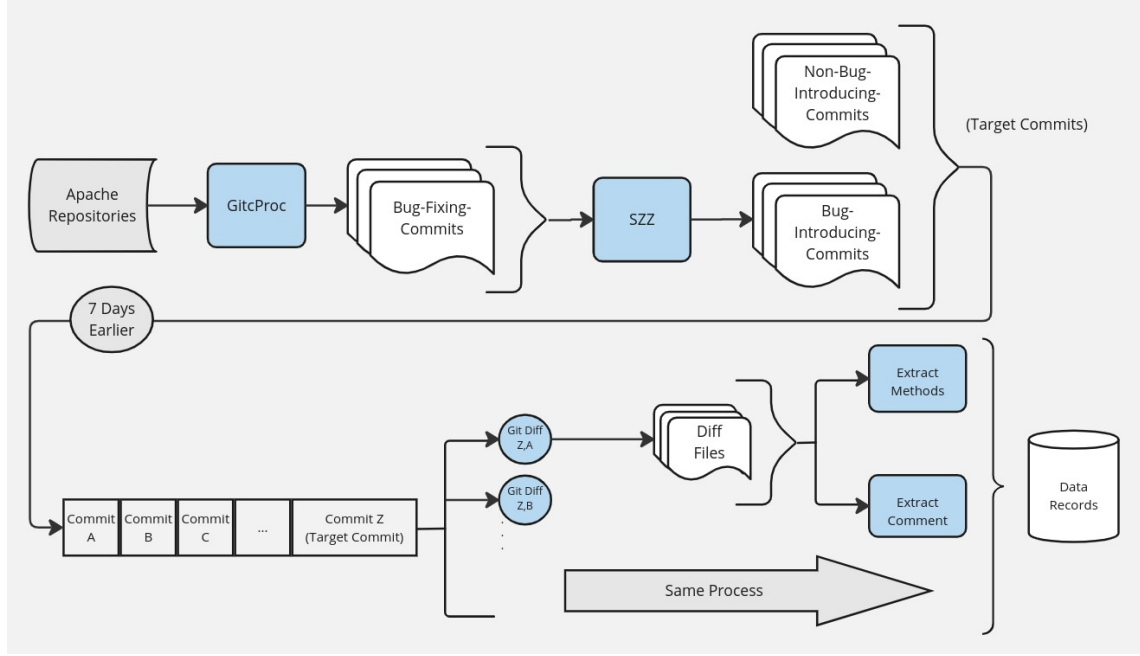 Non-Bug-
Introducing-
Commits
(Target Commits)
Apache
Repositories
GitcProc
Bug-Fixing-
Commits
SZZ
Bug-
Introducing-
Commits
7 Days
Earlier
Extract
Methods
Git Diff
Z,A
Diff
Files
Git Diff
Z,B
Data
Records
Commit
A
Commit
B
Commit
C
...
Commit Z
(Target Commit)
.
.
.
Extract
Comment
Same Process